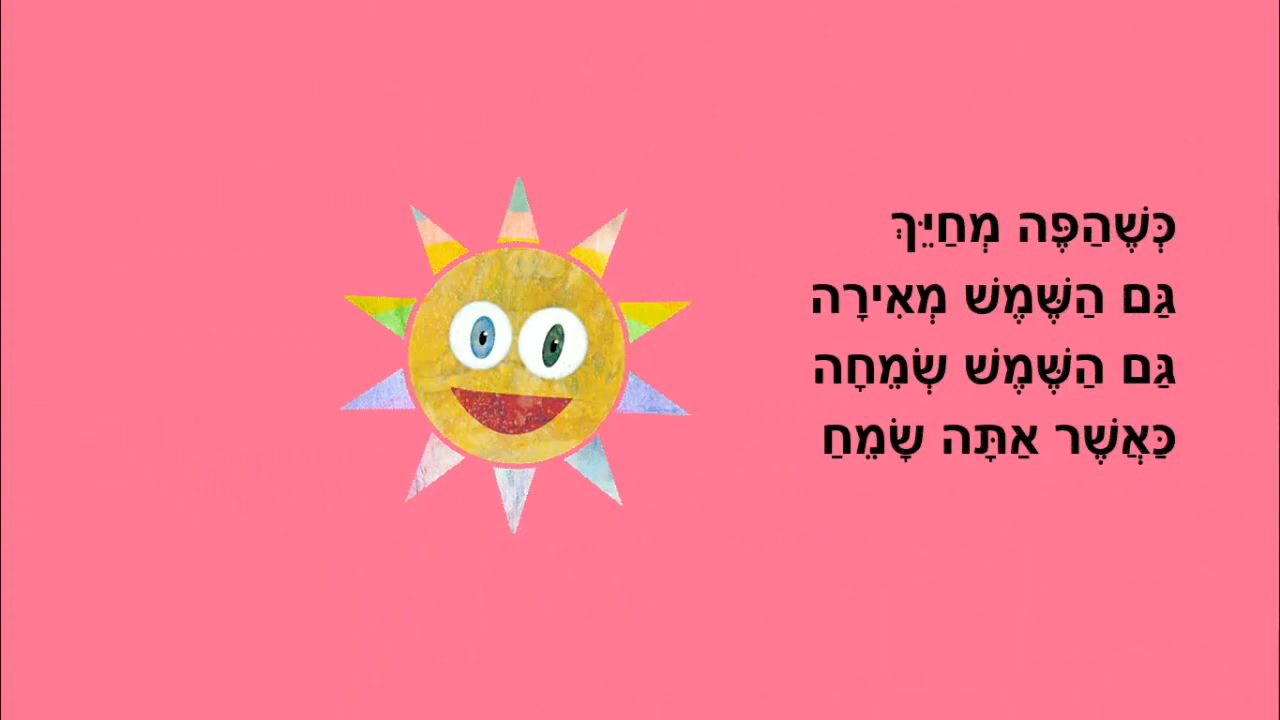 כְּשֶׁהַפֶּה מְחַיֵּּךְ
גַּם הַשֶּׁמֶשׁ מְאִירָה
גַּם הַשֶּׁמֶשׁ שְׂמֵחָה
כַּאֲשֶׁר אַתָּה שָׂמֵחַ